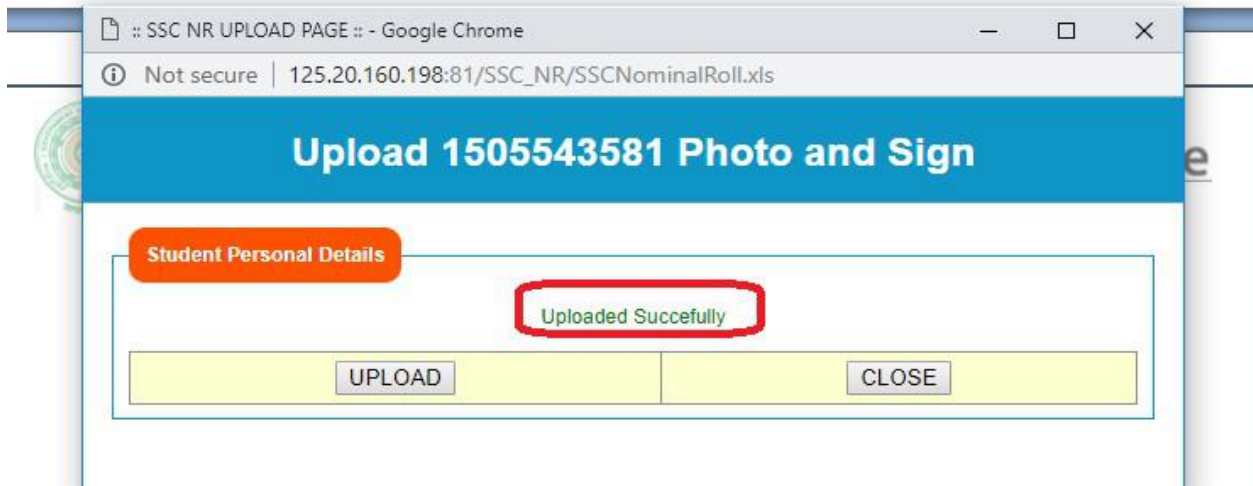 :: SSC NR UPLOAD PAGE :: - Google Chrome
Not secure | 125.20.160.198:81/SSC_NR/SSCNominalRoll.xls
Upload 1505543581 Photo and Sign
e
Student Personal Details
Uploaded Succefully
UPLOAD CLOSE